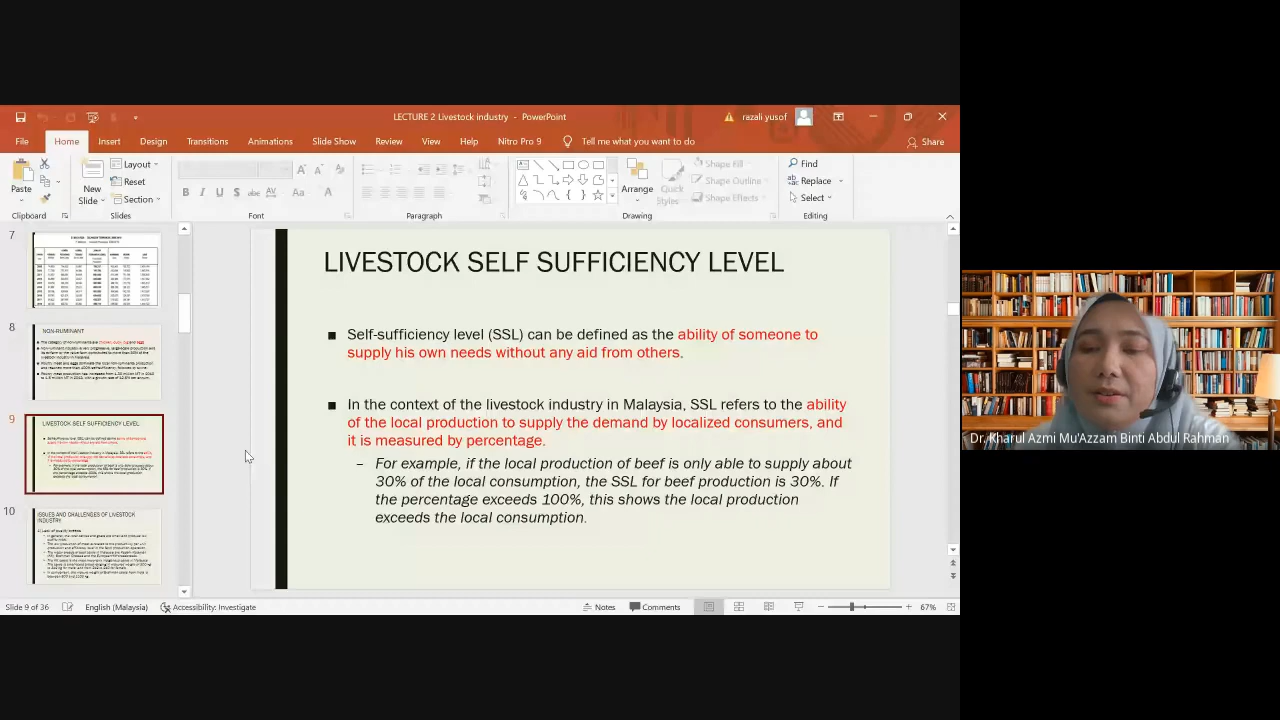 LECTURE 2 Livestock industry - PowerPoint
razali yusof
File Home Insert Design Transitions Animations Slide Show Review View Help Nitro Pro 9 Tell me what you want to do
Share
Paste
New
Slide
Layout
Reset
Section
B I U S abc AV Aa A
Arrange
Quick
Styles
Shape Fill
Shape Outline
Shape Effects
Find
Replace
Select
Clipboard Slides Font Paragraph Drawing Editing
7
8
NON-RUMINANT
9
LIVESTOCK SELF SUFFICIENCY LEVEL
10
ISSUES AND CHALLENGES OF LIVESTOCK
INDUSTRY
LIVESTOCK SELF SUFFICIENCY LEVEL
■ Self-sufficiency level (SSL) can be defined as the ability of someone to
supply his own needs without any aid from others.
■ In the context of the livestock industry in Malaysia, SSL refers to the ability
of the local production to supply the demand by localized consumers, and
it is measured by percentage.
– For example, if the local production of beef is only able to supply about
30% of the local consumption, the SSL for beef production is 30%. If
the percentage exceeds 100%, this shows the local production
exceeds the local consumption.
Dr. Kharul Azmi Mu'Azzam Binti Abdul Rahman
Slide 9 of 36 English (Malaysia) Accessibility: Investigate Notes Comments 67%